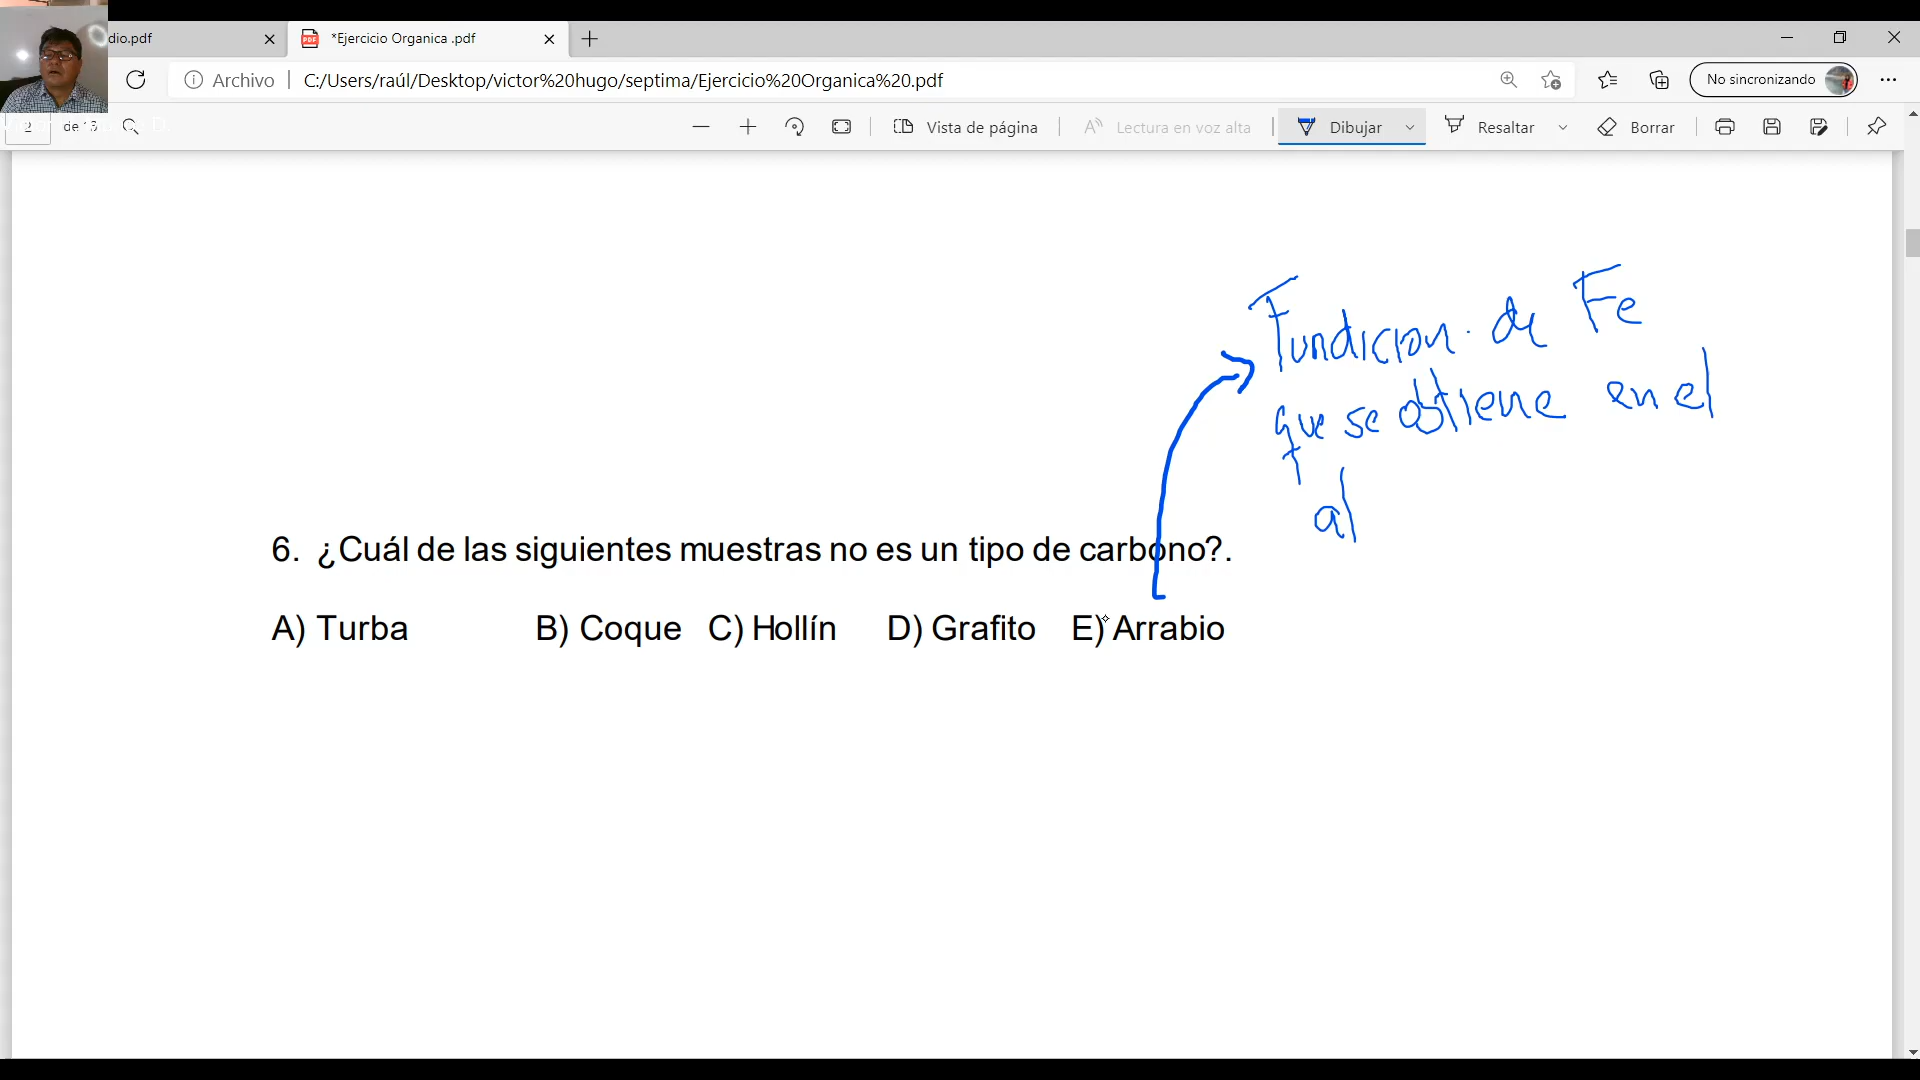 dio.pdf
*Ejercicio Organica .pdf
Archivo
C:/Users/raúl/Desktop/victor%20hugo/septima/Ejercicio%20Organica%20.pdf
No sincronizando
2
de 13
D.
Vista de página
Lectura en voz alta
Dibujar
Resaltar
Borrar
Fundicion de Fe
que se obtiene en el
al
6. ¿Cuál de las siguientes muestras no es un tipo de carbono?.
A) Turba B) Coque C) Hollín D) Grafito E) Arrabio